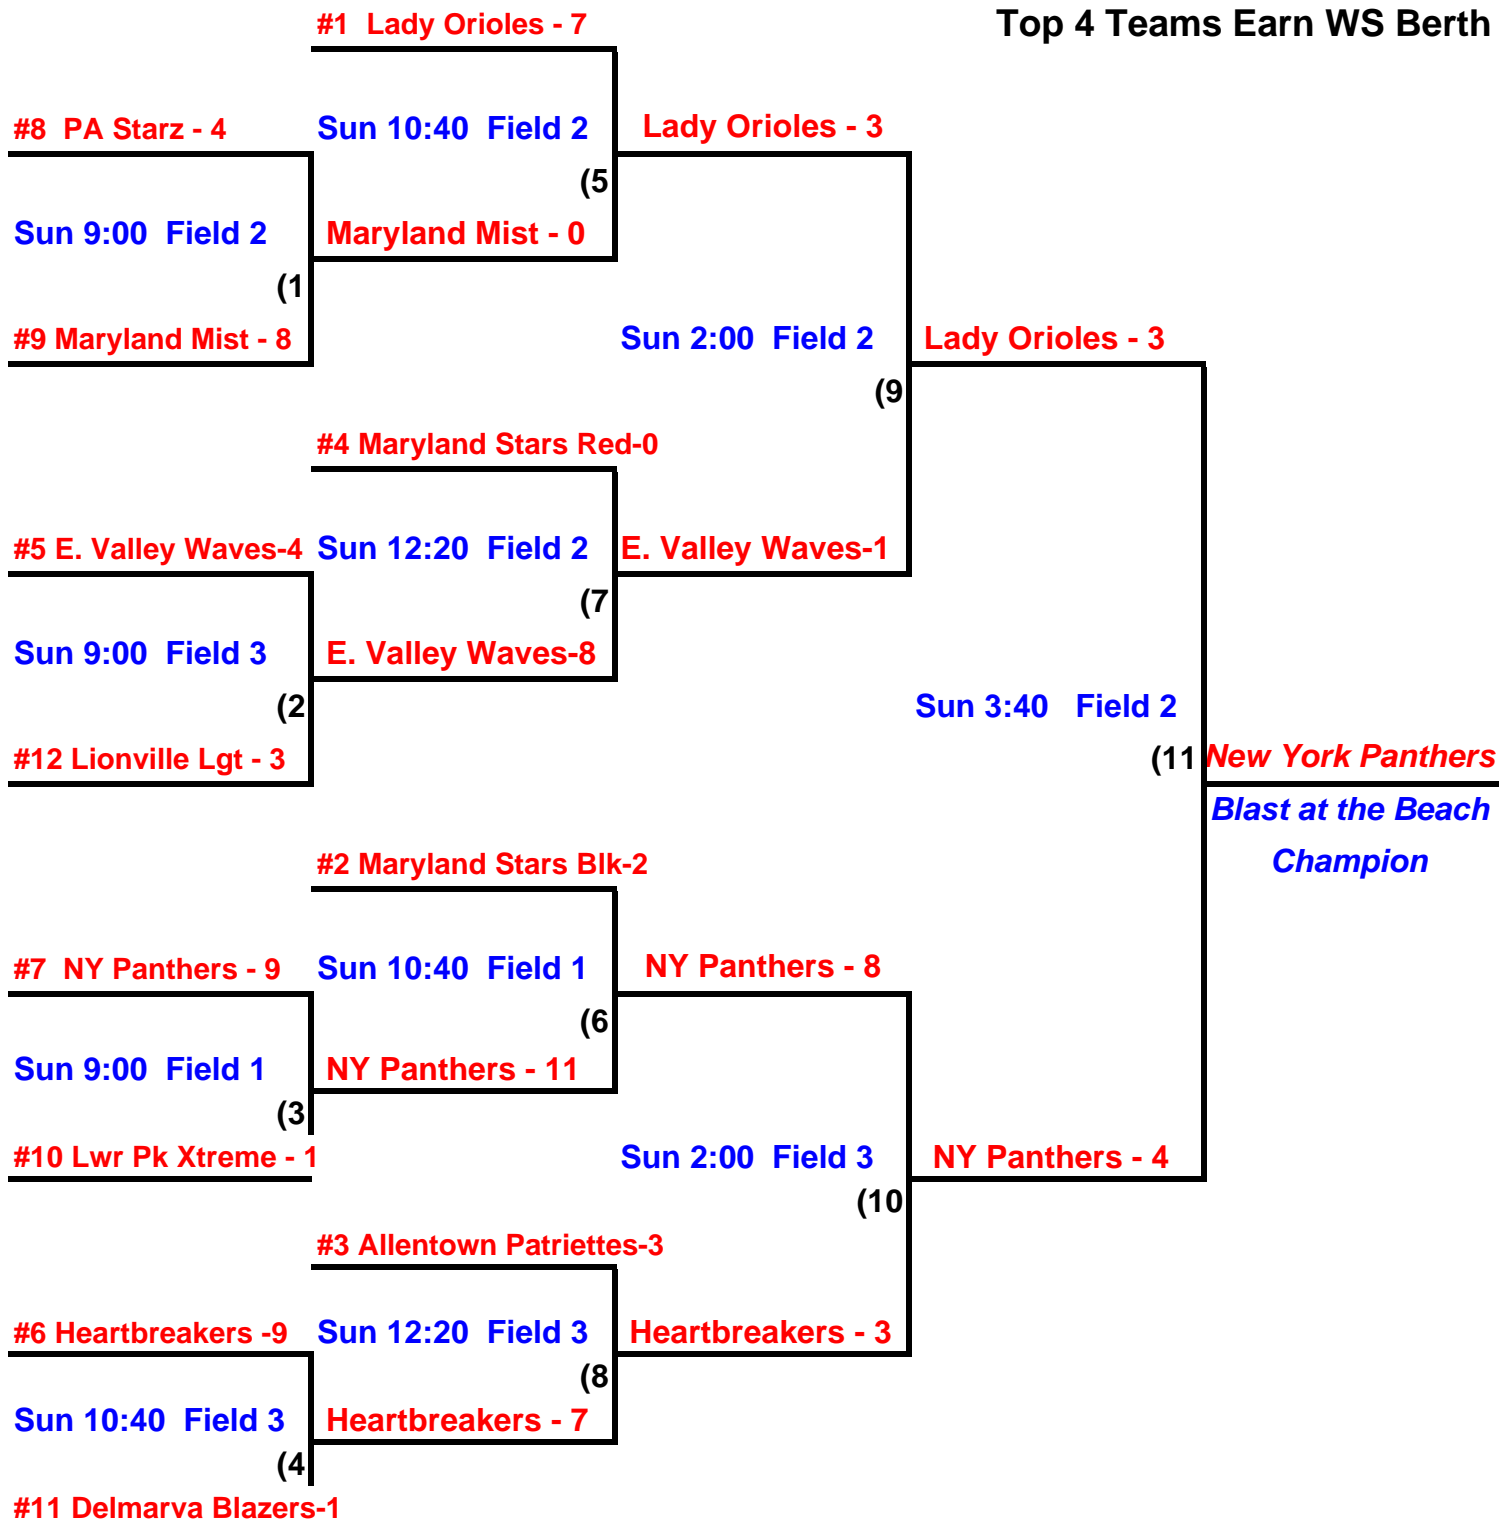 #1  Lady Orioles - 7
Top 4 Teams Earn WS Berth
#8  PA Starz - 4
Sun 10:40  Field 2
Lady Orioles - 3
(5
Sun 9:00  Field 2
Maryland Mist - 0
(1
#9 Maryland Mist - 8
Sun 2:00  Field 2
Lady Orioles - 3
(9
#4 Maryland Stars Red-0
#5 E. Valley Waves-4
Sun 12:20  Field 2
E. Valley Waves-1
(7
Sun 9:00  Field 3
E. Valley Waves-8
(2
Sun 3:40   Field 2
#12 Lionville Lgt - 3
(11
New York Panthers
Blast at the Beach
Champion
#2 Maryland Stars Blk-2
#7  NY Panthers - 9
Sun 10:40  Field 1
NY Panthers - 8
(6
Sun 9:00  Field 1
NY Panthers - 11
(3
#10 Lwr Pk Xtreme - 1
Sun 2:00  Field 3
NY Panthers - 4
(10
#3 Allentown Patriettes-3
#6 Heartbreakers -9
Sun 12:20  Field 3
Heartbreakers - 3
(8
Sun 10:40  Field 3
Heartbreakers - 7
(4
#11 Delmarva Blazers-1